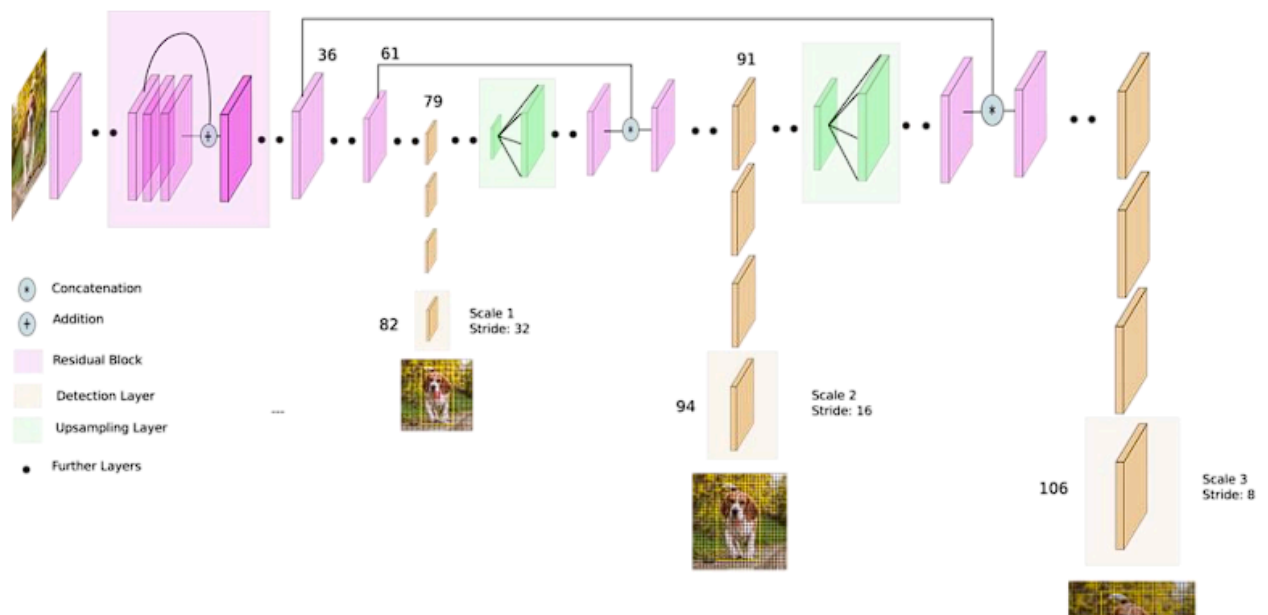 36
61
91
79
Concatenation
Addition
Residual Block
Detection Layer
Upsampling Layer
Further Layers
...
82
Scale 1
Stride: 32
94
Scale 2
Stride: 16
106
Scale 3
Stride: 8